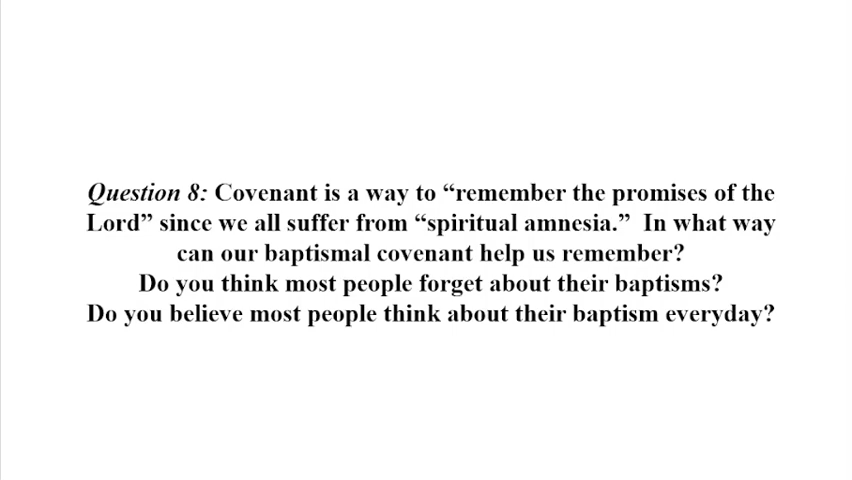 Question 8: Covenant is a way to “remember the promises of the
Lord” since we all suffer from “spiritual amnesia.”  In what way
can our baptismal covenant help us remember?
Do you think most people forget about their baptisms?
Do you believe most people think about their baptism everyday?